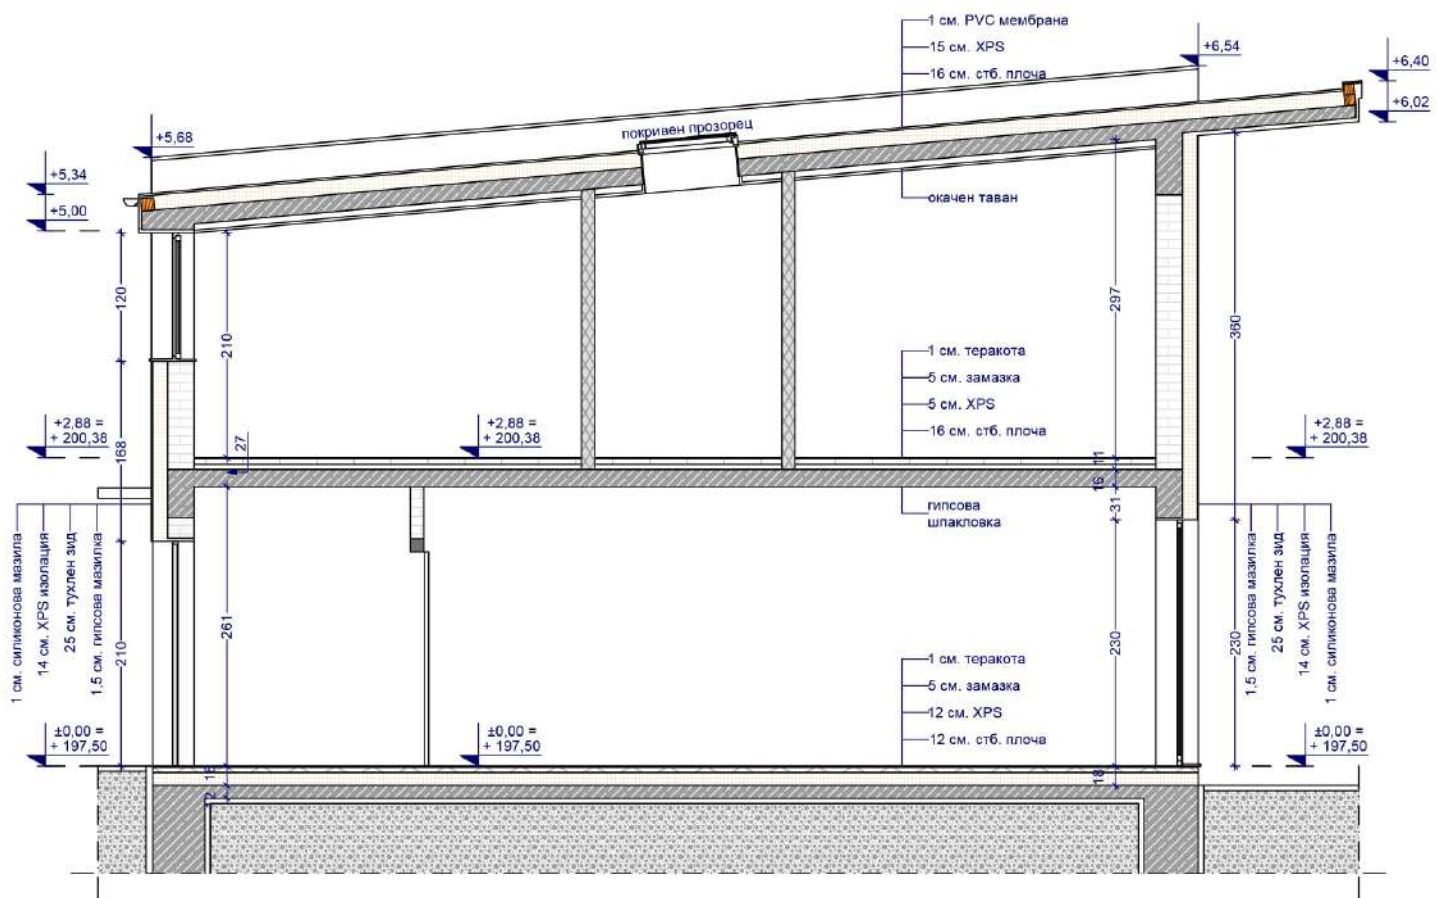 1 см. PVC мембрана
15 см. XPS
16 см. стб. плоча
+6,54
+6,40
+6,02
покривен прозорец
+5,68
+5,34
+5,00
окачен таван
120
210
297
360
1 см. теракота
5 см. замазка
5 см. XPS
16 см. стб. плоча
+2,88 =
+ 200,38
168
27
+2,88 =
+ 200,38
11
16
31
+2,88 =
+ 200,38
гипсова
шпакловка
1 см. силиконова мазила
14 см. XPS изолация
25 см. тухлен зид
1,5 см. гипсова мазилка
210
261
230
230
1,5 см. гипсова мазилка
25 см. тухлен зид
14 см. XPS изолация
1 см. силиконова мазила
1 см. теракота
5 см. замазка
12 см. XPS
12 см. стб. плоча
±0,00 =
+ 197,50
±0,00 =
+ 197,50
±0,00 =
+ 197,50
18